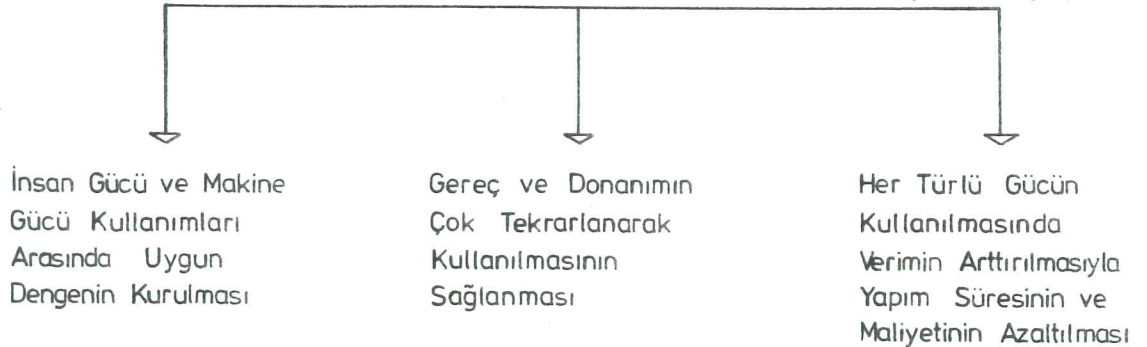 İnsan Gücü ve Makine
Gücü Kullanımları
Arasında Uygun
Dengenin Kurulması
Gereç ve Donanımın
Çok Tekrarlanarak
Kullanılmasının
Sağlanması
Her Türlü Gücün
Kullanılmasında
Verimin Arttırılmasıyla
Yapım Süresinin ve
Maliyetinin Azaltılması